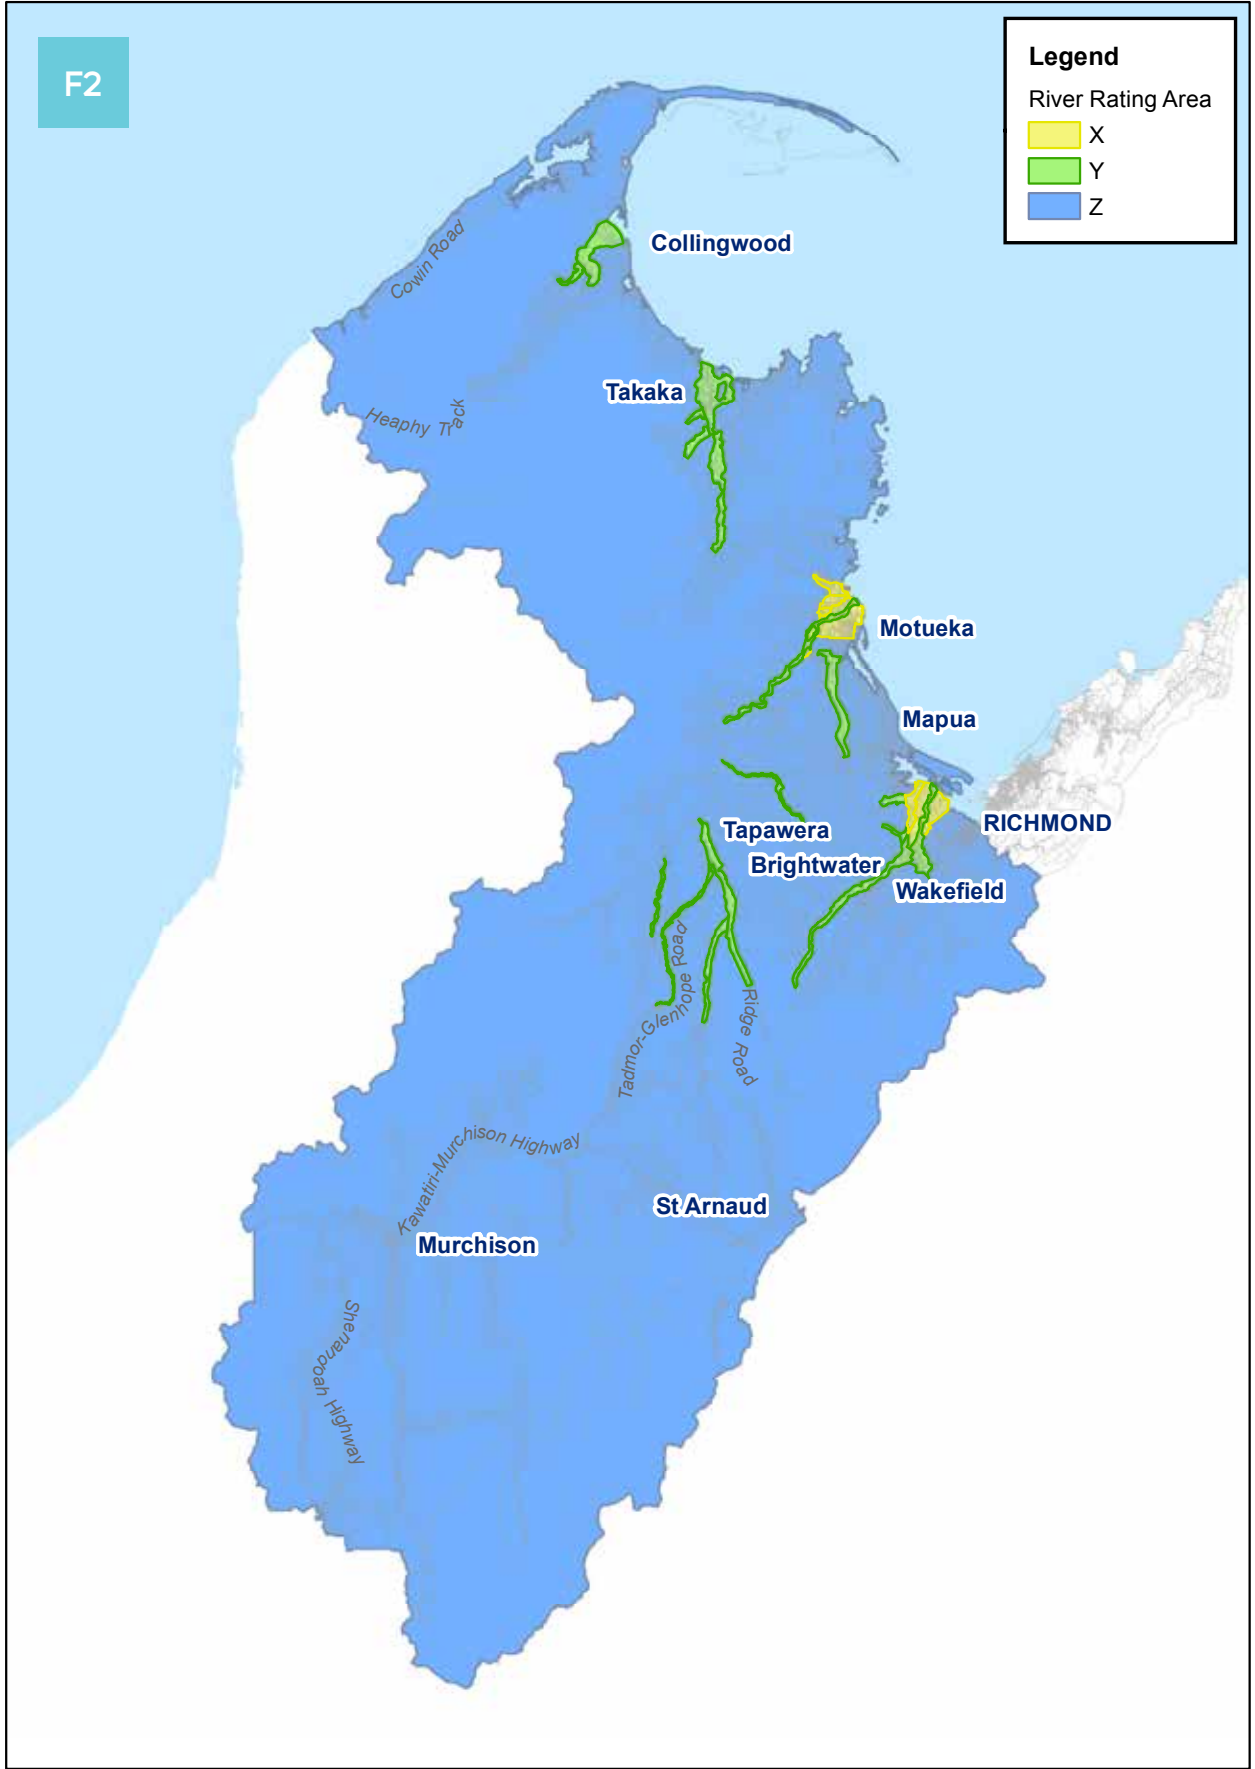 F2
Legend
River Rating Area
X
Y
Z
Cowin Road
Collingwood
Takaka
Heaphy Track
Motueka
Mapua
RICHMOND
Tapawera
Brightwater
Wakefield
Tadmor-Glenhope Road
Ridge Road
Kawatiri-Murchison Highway
St Arnaud
Murchison
Shenandoah Highway